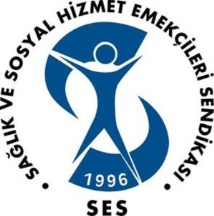 • SAĞLIK VE SOSYAL HİZMET EMEKÇİLERİ SENDİKASI •
1996
SES